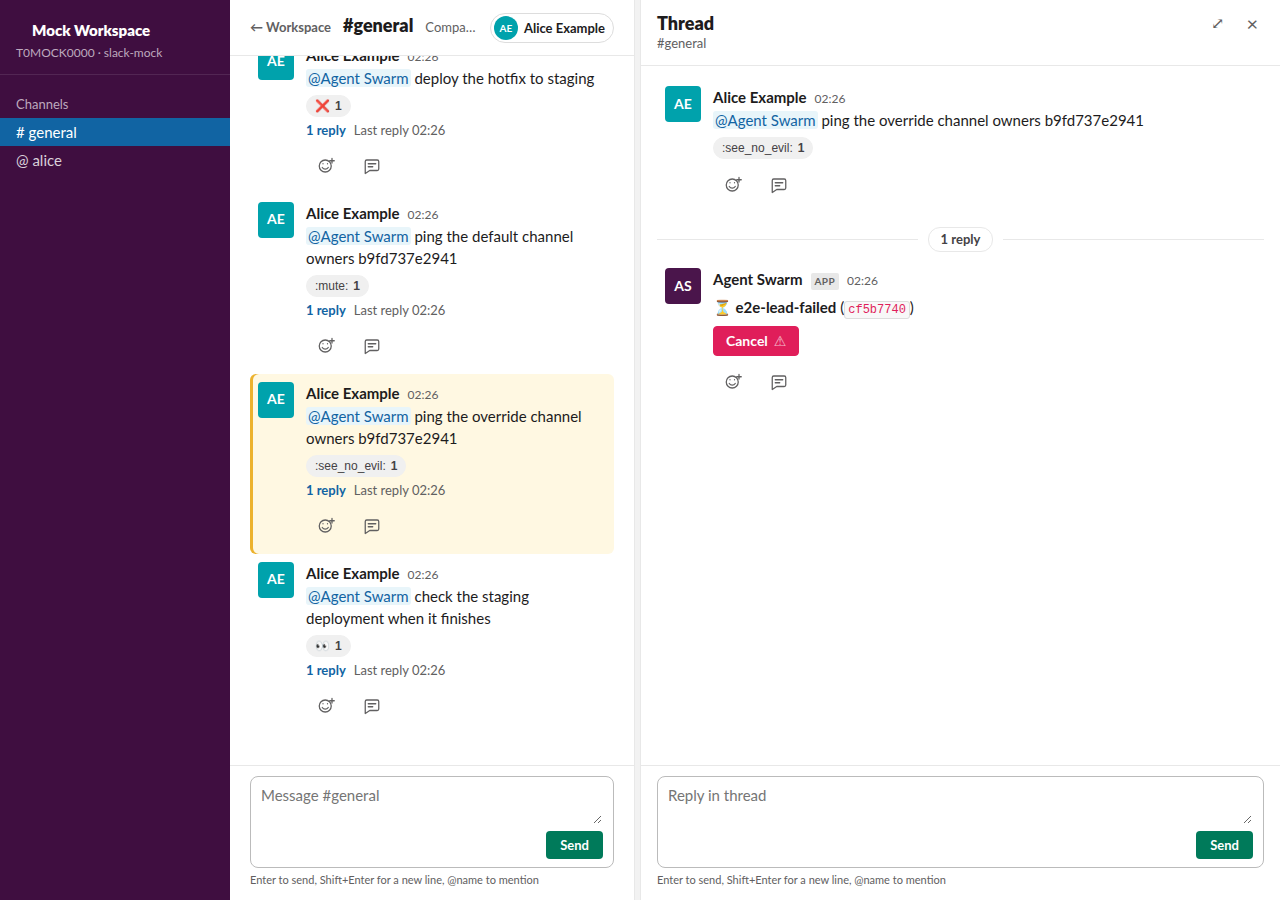 Mock Workspace
T0MOCK0000 · slack-mock
Channels
# general
@ alice
← Workspace #general Compa... AE Alice Example
AE Alice Example 02:26
@Agent Swarm deploy the hotfix to staging
❌ 1
1 reply Last reply 02:26
AE Alice Example 02:26
@Agent Swarm ping the default channel
owners b9fd737e2941
:mute: 1
1 reply Last reply 02:26
AE Alice Example 02:26
@Agent Swarm ping the override channel
owners b9fd737e2941
:see_no_evil: 1
1 reply Last reply 02:26
AE Alice Example 02:26
@Agent Swarm check the staging
deployment when it finishes
👀 1
1 reply Last reply 02:26
Message #general
Send
Enter to send, Shift+Enter for a new line, @name to mention
Thread
#general
AE Alice Example 02:26
@Agent Swarm ping the override channel owners b9fd737e2941
:see_no_evil: 1
1 reply
AS Agent Swarm APP 02:26
⏳ e2e-lead-failed (cf5b7740)
Cancel ⚠
Reply in thread
Send
Enter to send, Shift+Enter for a new line, @name to mention